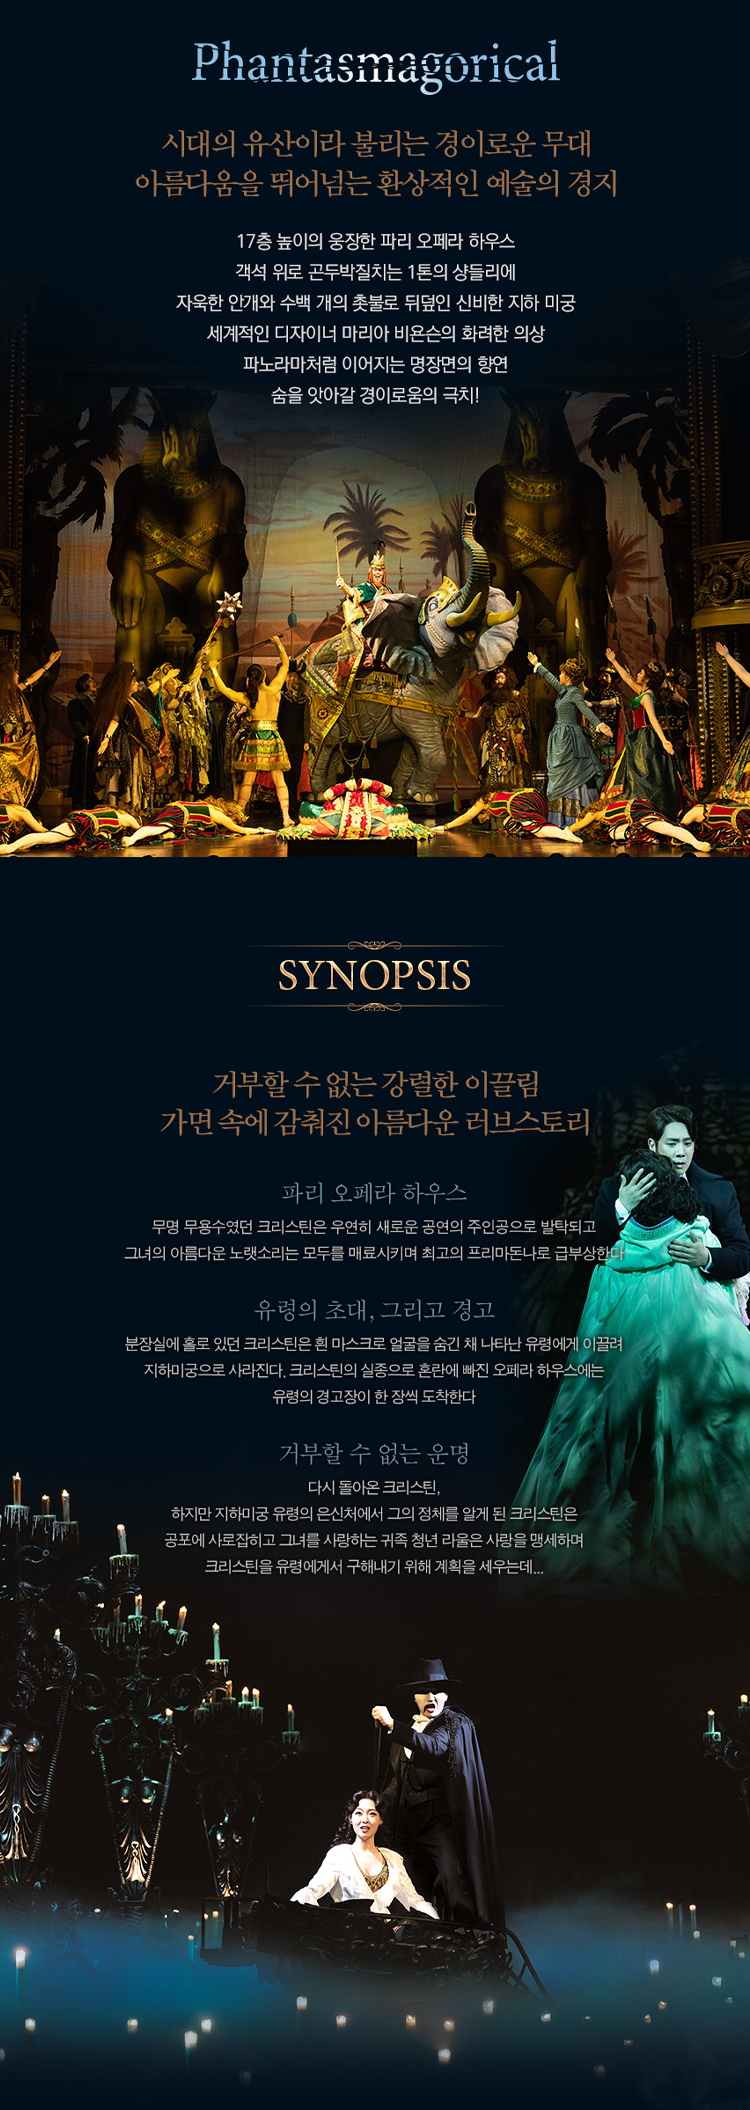 Phantasmagorical
시대의 유산이라 불리는 경이로운 무대
아름다움을 뛰어넘는 환상적인 예술의 경지
17층 높이의 웅장한 파리 오페라 하우스
객석 위로 곤두박질치는 1톤의 샹들리에
자욱한 안개와 수백 개의 촛불로 뒤덮인 신비한 지하 미궁
세계적인 디자이너 마리아 비욘슨의 화려한 의상
파노라마처럼 이어지는 명장면의 향연
숨을 앗아갈 경이로움의 극치!
SYNOPSIS
거부할 수 없는 강렬한 이끌림
가면 속에 감춰진 아름다운 러브스토리
파리 오페라 하우스
무명 무용수였던 크리스틴은 우연히 새로운 공연의 주인공으로 발탁되고
그녀의 아름다운 노랫소리는 모두를 매료시키며 최고의 프리마돈나로 급부상한다
유령의 초대, 그리고 경고
분장실에 홀로 있던 크리스틴은 흰 마스크로 얼굴을 숨긴 채 나타난 유령에게 이끌려
지하미궁으로 사라진다. 크리스틴의 실종으로 혼란에 빠진 오페라 하우스에는
유령의 경고장이 한 장씩 도착한다
거부할 수 없는 운명
다시 돌아온 크리스틴,
하지만 지하미궁 유령의 은신처에서 그의 정체를 알게 된 크리스틴은
공포에 사로잡히고 그녀를 사랑하는 귀족 청년 라울은 사랑을 맹세하며
크리스틴을 유령에게서 구해내기 위해 계획을 세우는데...